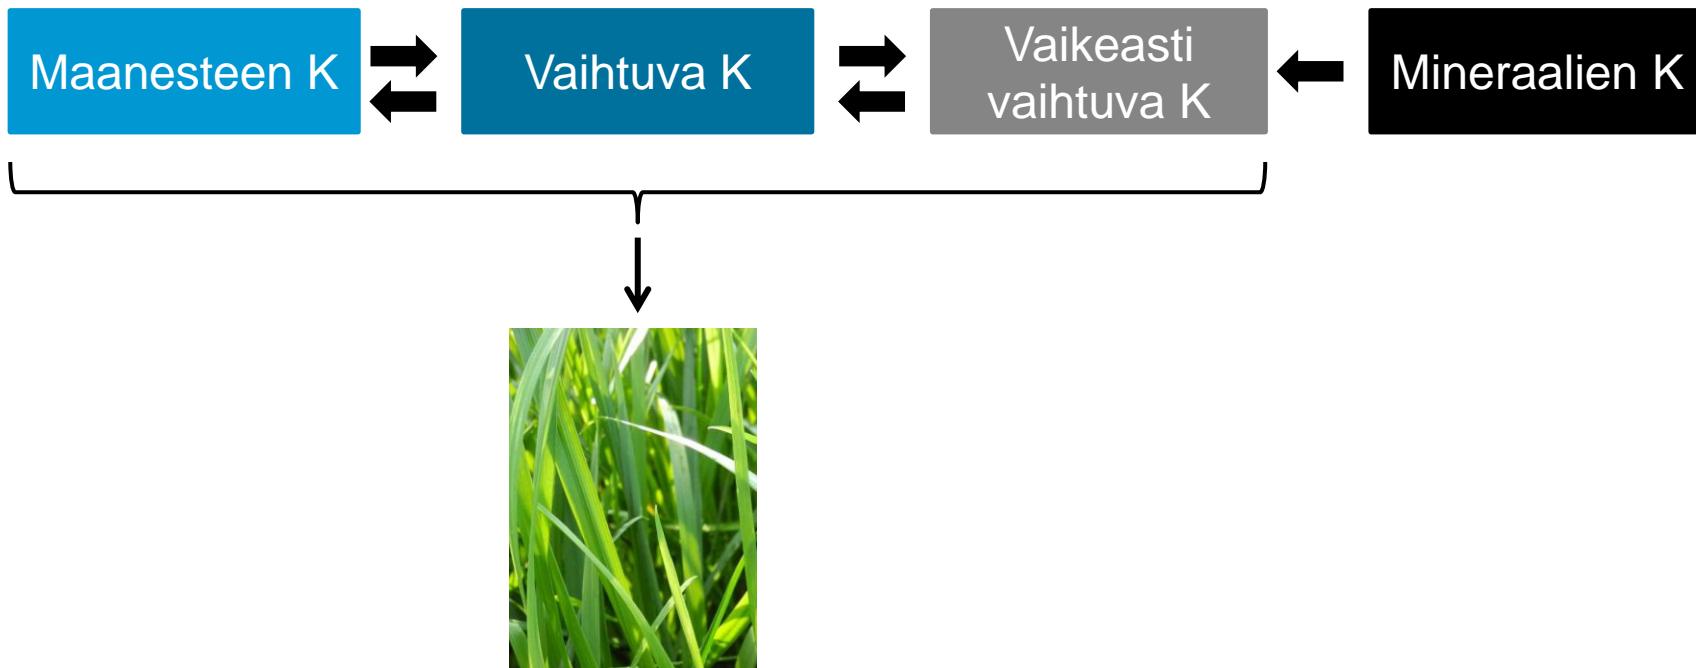 Maanesteen K
Vaihtuva K
Vaikeasti
vaihtuva K
Mineraalien K